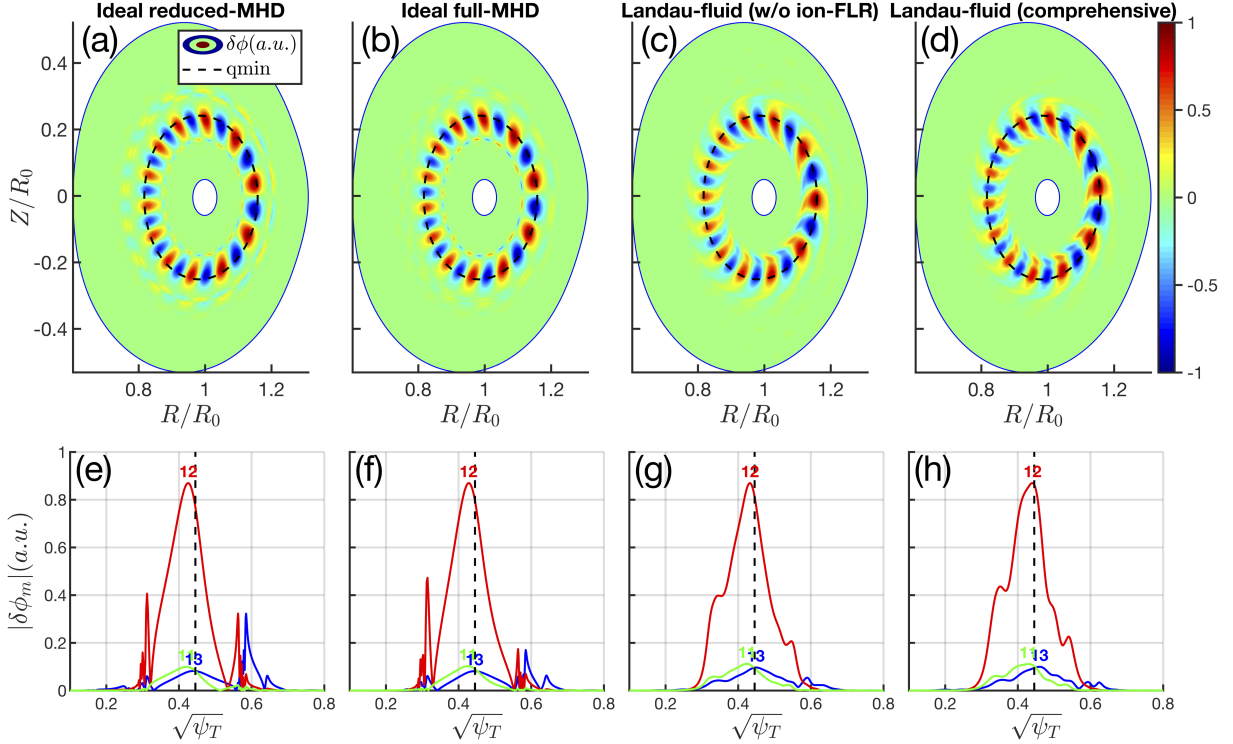 Ideal reduced-MHD
Ideal full-MHD
Landau-fluid (w/o ion-FLR)
Landau-fluid (comprehensive)
(a)
(b)
(c)
(d)
δϕ(a.u.)
qmin
0.4
0.2
0
-0.2
-0.4
Z/R₀
1
0.5
0
-0.5
-1
0.8 1 1.2
0.8 1 1.2
0.8 1 1.2
0.8 1 1.2
R/R₀
R/R₀
R/R₀
R/R₀
(e)
(f)
(g)
(h)
12
12
12
12
11
13
11
13
11
13
11
13
1
0.8
0.6
0.4
0.2
0
|δϕₘ|(a.u.)
0.2 0.4 0.6 0.8
0.2 0.4 0.6 0.8
0.2 0.4 0.6 0.8
0.2 0.4 0.6 0.8
√ψ_T
√ψ_T
√ψ_T
√ψ_T